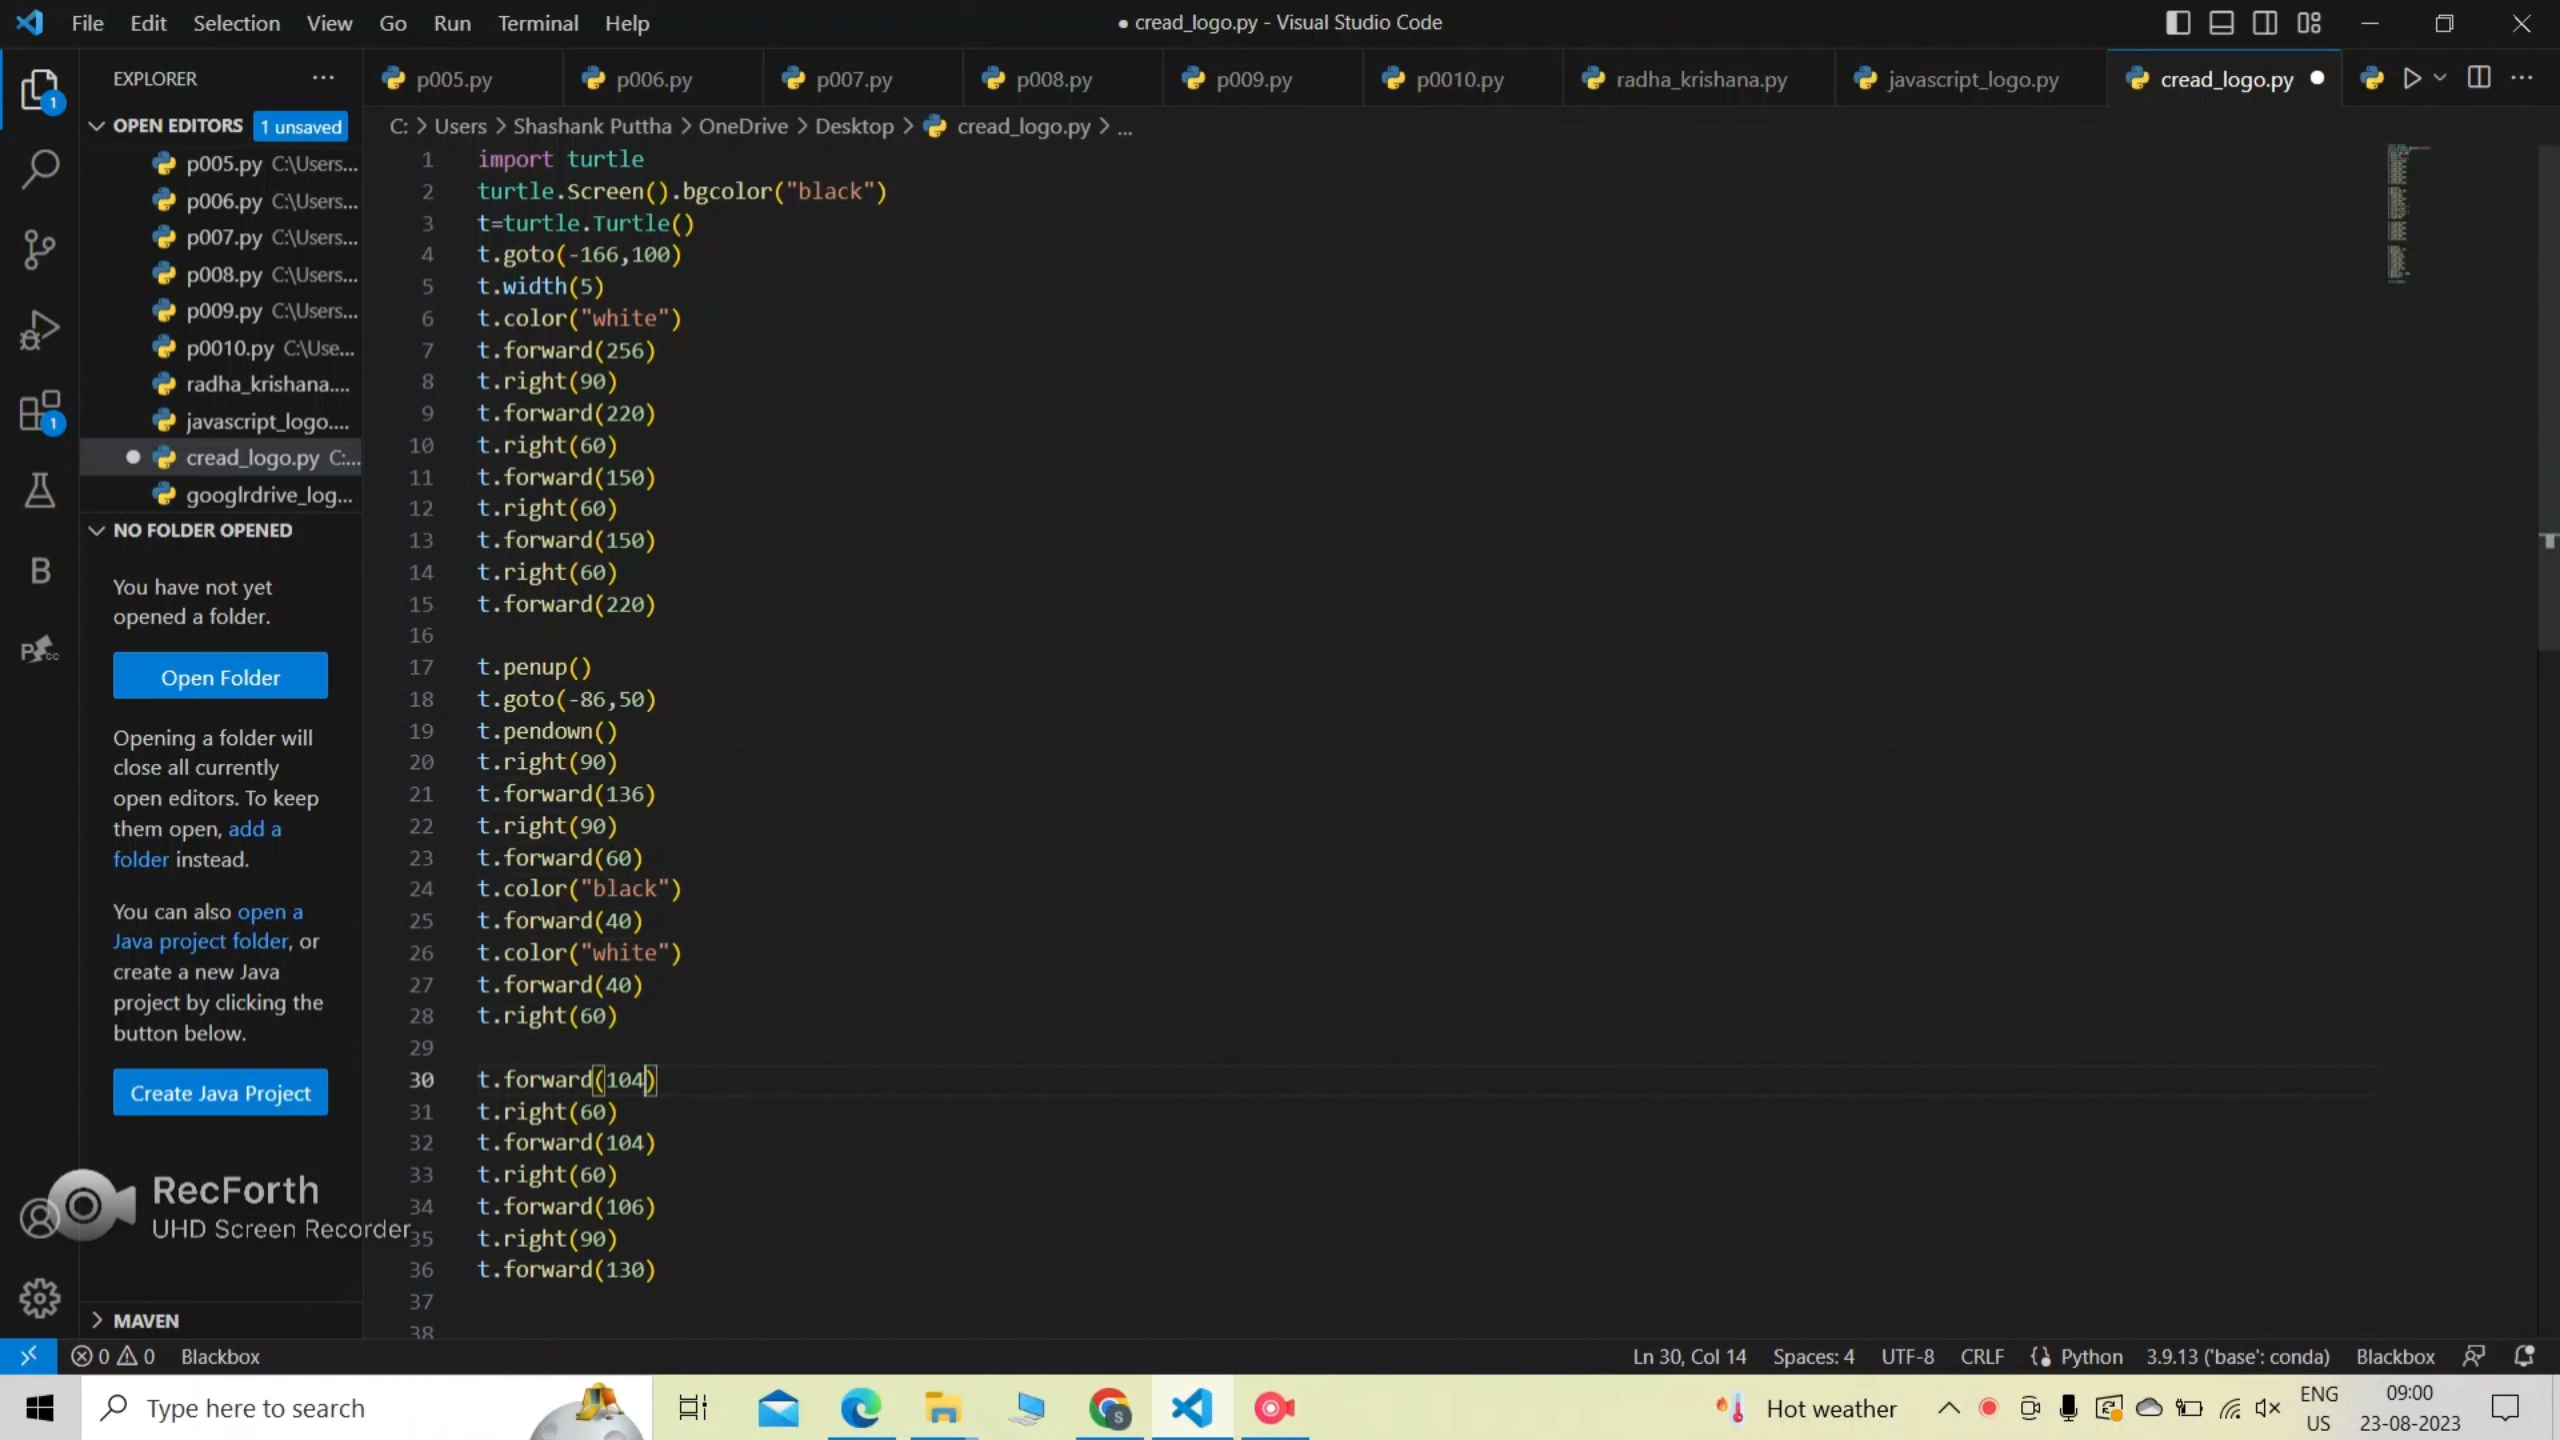 File Edit Selection View Go Run Terminal Help
● cread_logo.py - Visual Studio Code
EXPLORER
p005.py p006.py p007.py p008.py p009.py p0010.py radha_krishana.py javascript_logo.py cread_logo.py
OPEN EDITORS 1 unsaved
C: > Users > Shashank Puttha > OneDrive > Desktop > cread_logo.py > ...
p005.py C:\Users...
p006.py C:\Users...
p007.py C:\Users...
p008.py C:\Users...
p009.py C:\Users...
p0010.py C:\Use...
radha_krishana....
javascript_logo....
cread_logo.py C:...
googlrdrive_log...
NO FOLDER OPENED
You have not yet
opened a folder.
Open Folder
Opening a folder will
close all currently
open editors. To keep
them open, add a
folder instead.
You can also open a
Java project folder, or
create a new Java
project by clicking the
button below.
Create Java Project
RecForth
UHD Screen Recorder
MAVEN
1 import turtle
2 turtle.Screen().bgcolor("black")
3 t=turtle.Turtle()
4 t.goto(-166,100)
5 t.width(5)
6 t.color("white")
7 t.forward(256)
8 t.right(90)
9 t.forward(220)
10 t.right(60)
11 t.forward(150)
12 t.right(60)
13 t.forward(150)
14 t.right(60)
15 t.forward(220)
16
17 t.penup()
18 t.goto(-86,50)
19 t.pendown()
20 t.right(90)
21 t.forward(136)
22 t.right(90)
23 t.forward(60)
24 t.color("black")
25 t.forward(40)
26 t.color("white")
27 t.forward(40)
28 t.right(60)
29
30 t.forward(104)
31 t.right(60)
32 t.forward(104)
33 t.right(60)
34 t.forward(106)
35 t.right(90)
36 t.forward(130)
37
38
0 0 Blackbox
Ln 30, Col 14 Spaces: 4 UTF-8 CRLF Python 3.9.13 ('base': conda) Blackbox
Type here to search
Hot weather
ENG
US
09:00
23-08-2023